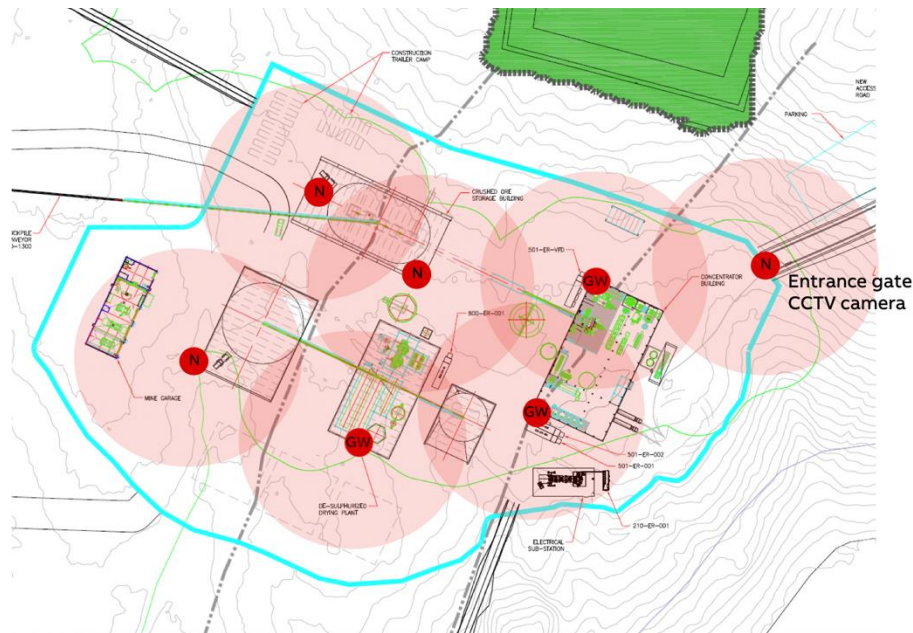 CONSTRUCTION
TRAILER CAMP
NEW
ACCESS
ROAD
PARKING
N
CRUSHED ORE
STORAGE BUILDING
501-ER-VFD
N
N
GW
CONCENTRATOR
BUILDING
Entrance gate
CCTV camera
800-ER-001
N
MINE GARAGE
GW
GW
501-ER-002
501-ER-001
DE-SULPHURIZED
DRYING PLANT
210-ER-001
ELECTRICAL
SUB-STATION